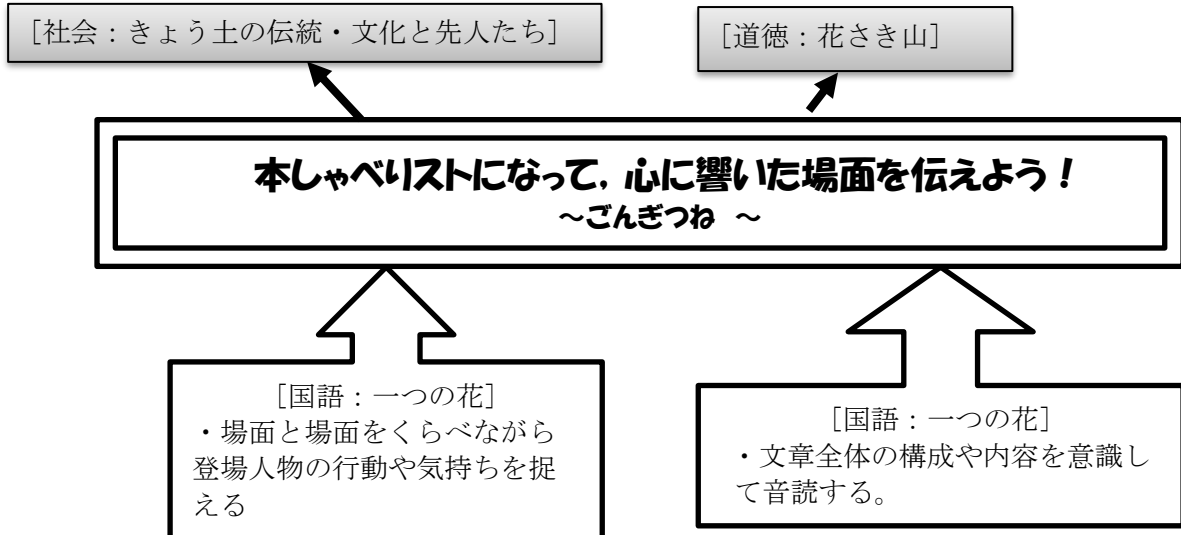 [社会：きょう土の伝統・文化と先人たち]
[道徳：花さき山]
本しゃべリストになって，心に響いた場面を伝えよう！
～ごんぎつね ～
[国語：一つの花]
・場面と場面をくらべながら
登場人物の行動や気持ちを捉
える
[国語：一つの花]
・文章全体の構成や内容を意識し
て音読する。